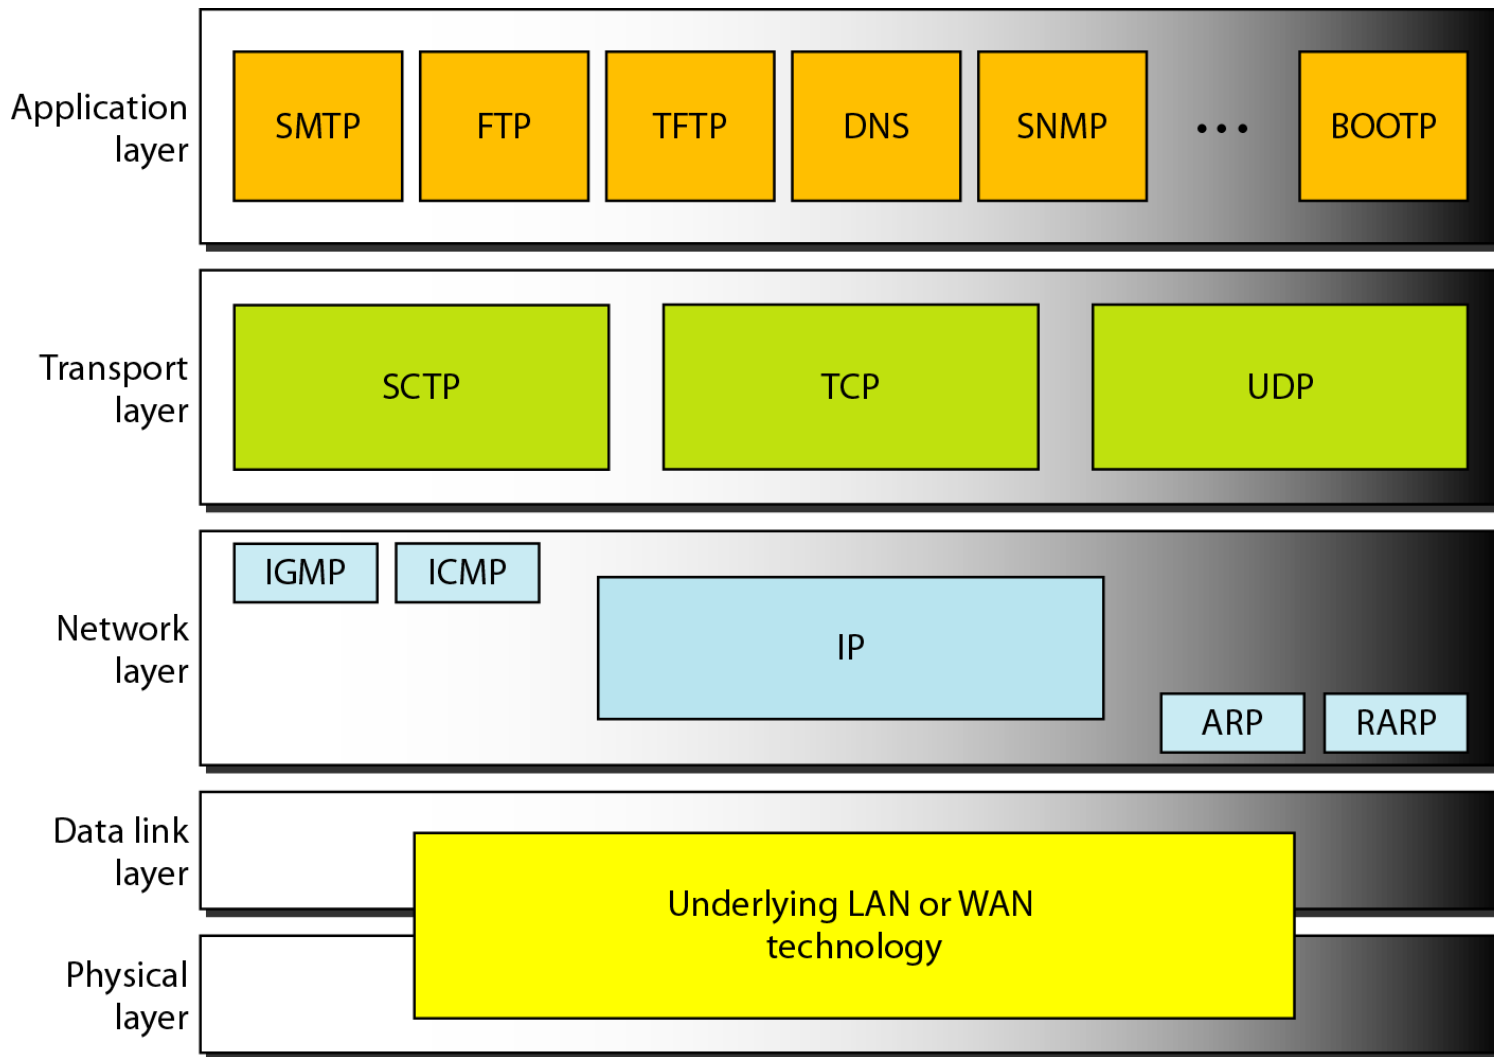 Application
layer
SMTP
FTP
TFTP
DNS
SNMP
...
BOOTP
Transport
layer
SCTP
TCP
UDP
Network
layer
IGMP
ICMP
IP
ARP
RARP
Data link
layer
Underlying LAN or WAN
technology
Physical
layer